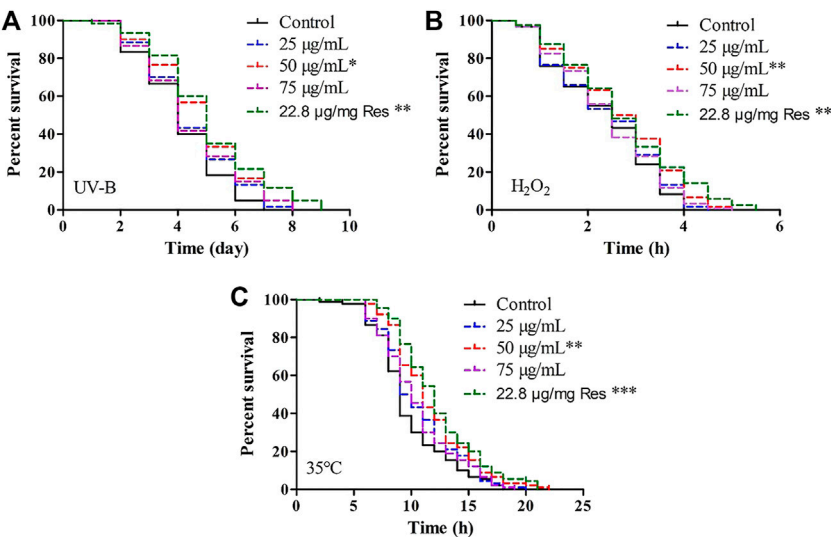 A
Percent survival
100
80
60
40
20
0
0 2 4 6 8 10
Time (day)
UV-B
Control
25 µg/mL
50 µg/mL*
75 µg/mL
22.8 µg/mg Res **
B
Percent survival
100
80
60
40
20
0
0 2 4 6
Time (h)
H₂O₂
Control
25 µg/mL
50 µg/mL**
75 µg/mL
22.8 µg/mg Res **
C
Percent survival
100
80
60
40
20
0
0 5 10 15 20 25
Time (h)
35°C
Control
25 µg/mL
50 µg/mL**
75 µg/mL
22.8 µg/mg Res ***